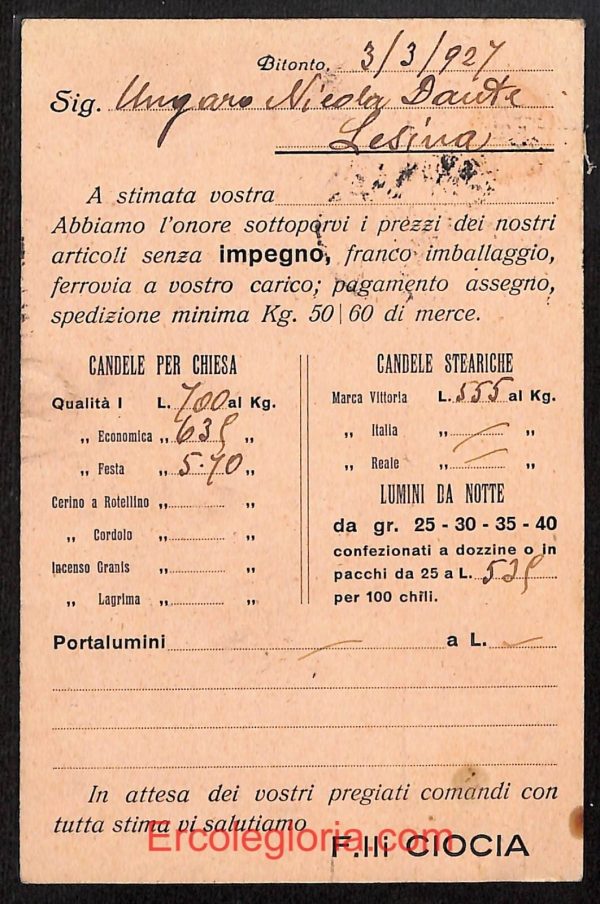 Bitonto, 3/3/927
Sig. Ungaro Nicola Dante
Lesina
A stimata vostra
Abbiamo l'onore sottoporvi i prezzi dei nostri
articoli senza impegno, franco imballaggio,
ferrovia a vostro carico; pagamento assegno,
spedizione minima Kg. 50|60 di merce.
CANDELE PER CHIESA
Qualità I L. 700 al Kg.
„ Economica „ 635 „
„ Festa „ 5.70 „
Cerino a Rotellino „ „
„ Cordolo „ „
Incenso Granis „ „
„ Lagrima „ „
CANDELE STEARICHE
Marca Vittoria L. 555 al Kg.
„ Italia „ „
„ Reale „ „
LUMINI DA NOTTE
da gr. 25 - 30 - 35 - 40
confezionati a dozzine o in
pacchi da 25 a L. 535
per 100 chili.
Portalumini a L.
In attesa dei vostri pregiati comandi con
tutta stima vi salutiamo
F.lli CIOCIA
Ercolegloria.com